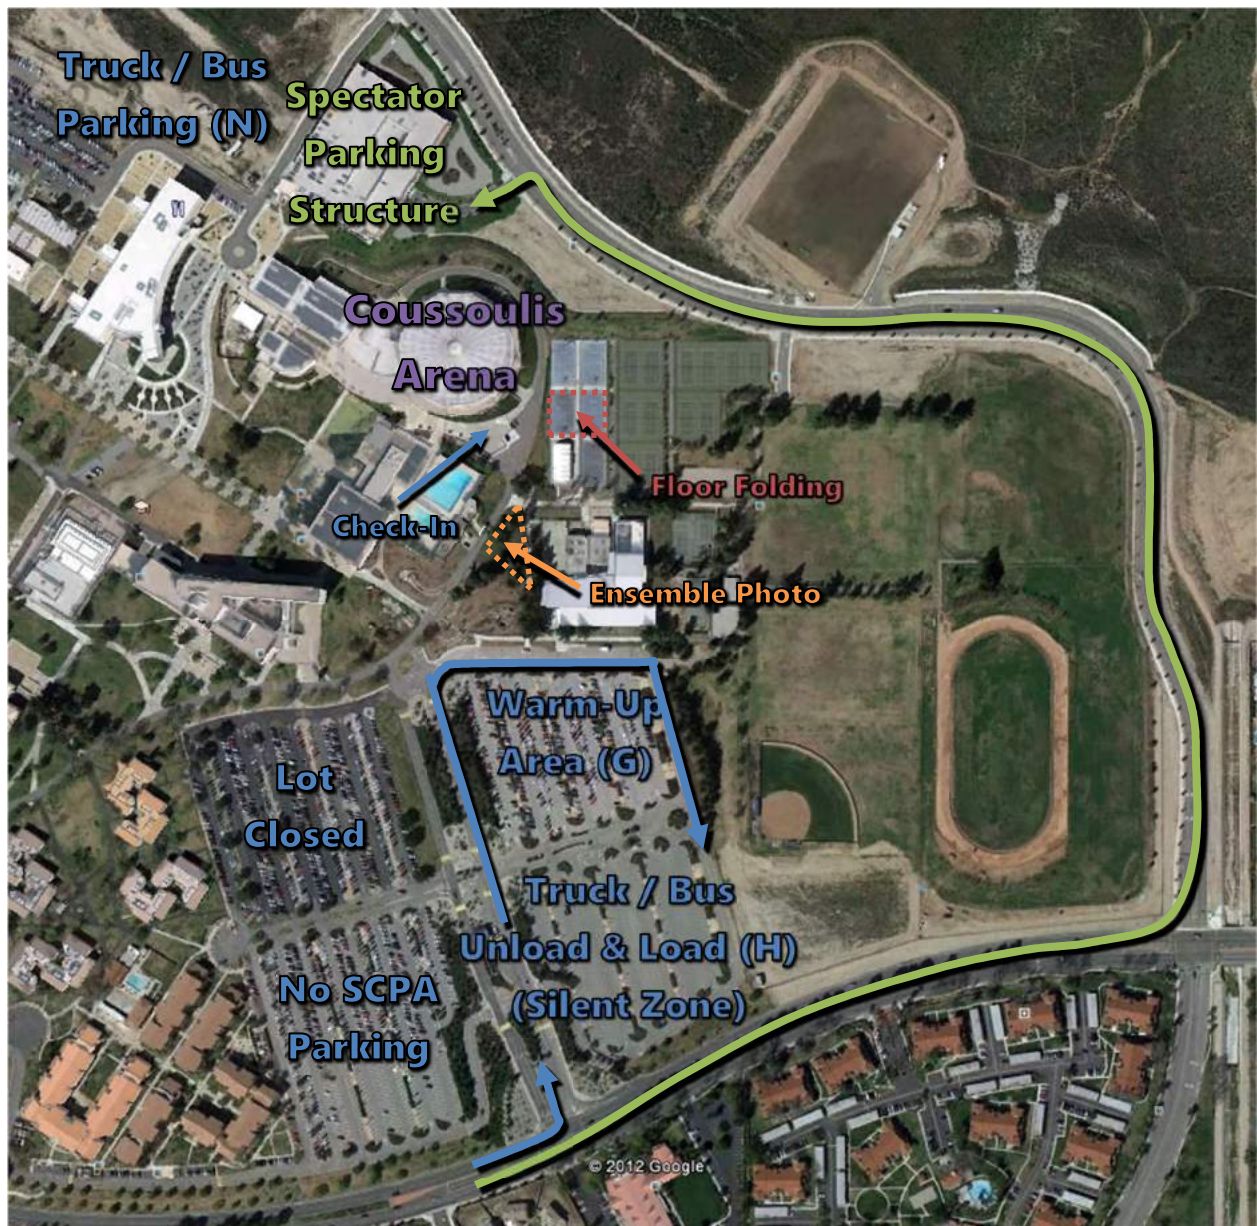 Truck / Bus
Parking (N)
Spectator
Parking
Structure
Coussoulis
Arena
Floor Folding
Check-In
Ensemble Photo
Warm-Up
Area (G)
Lot
Closed
Truck / Bus
Unload & Load (H)
(Silent Zone)
No SCPA
Parking
© 2012 Google